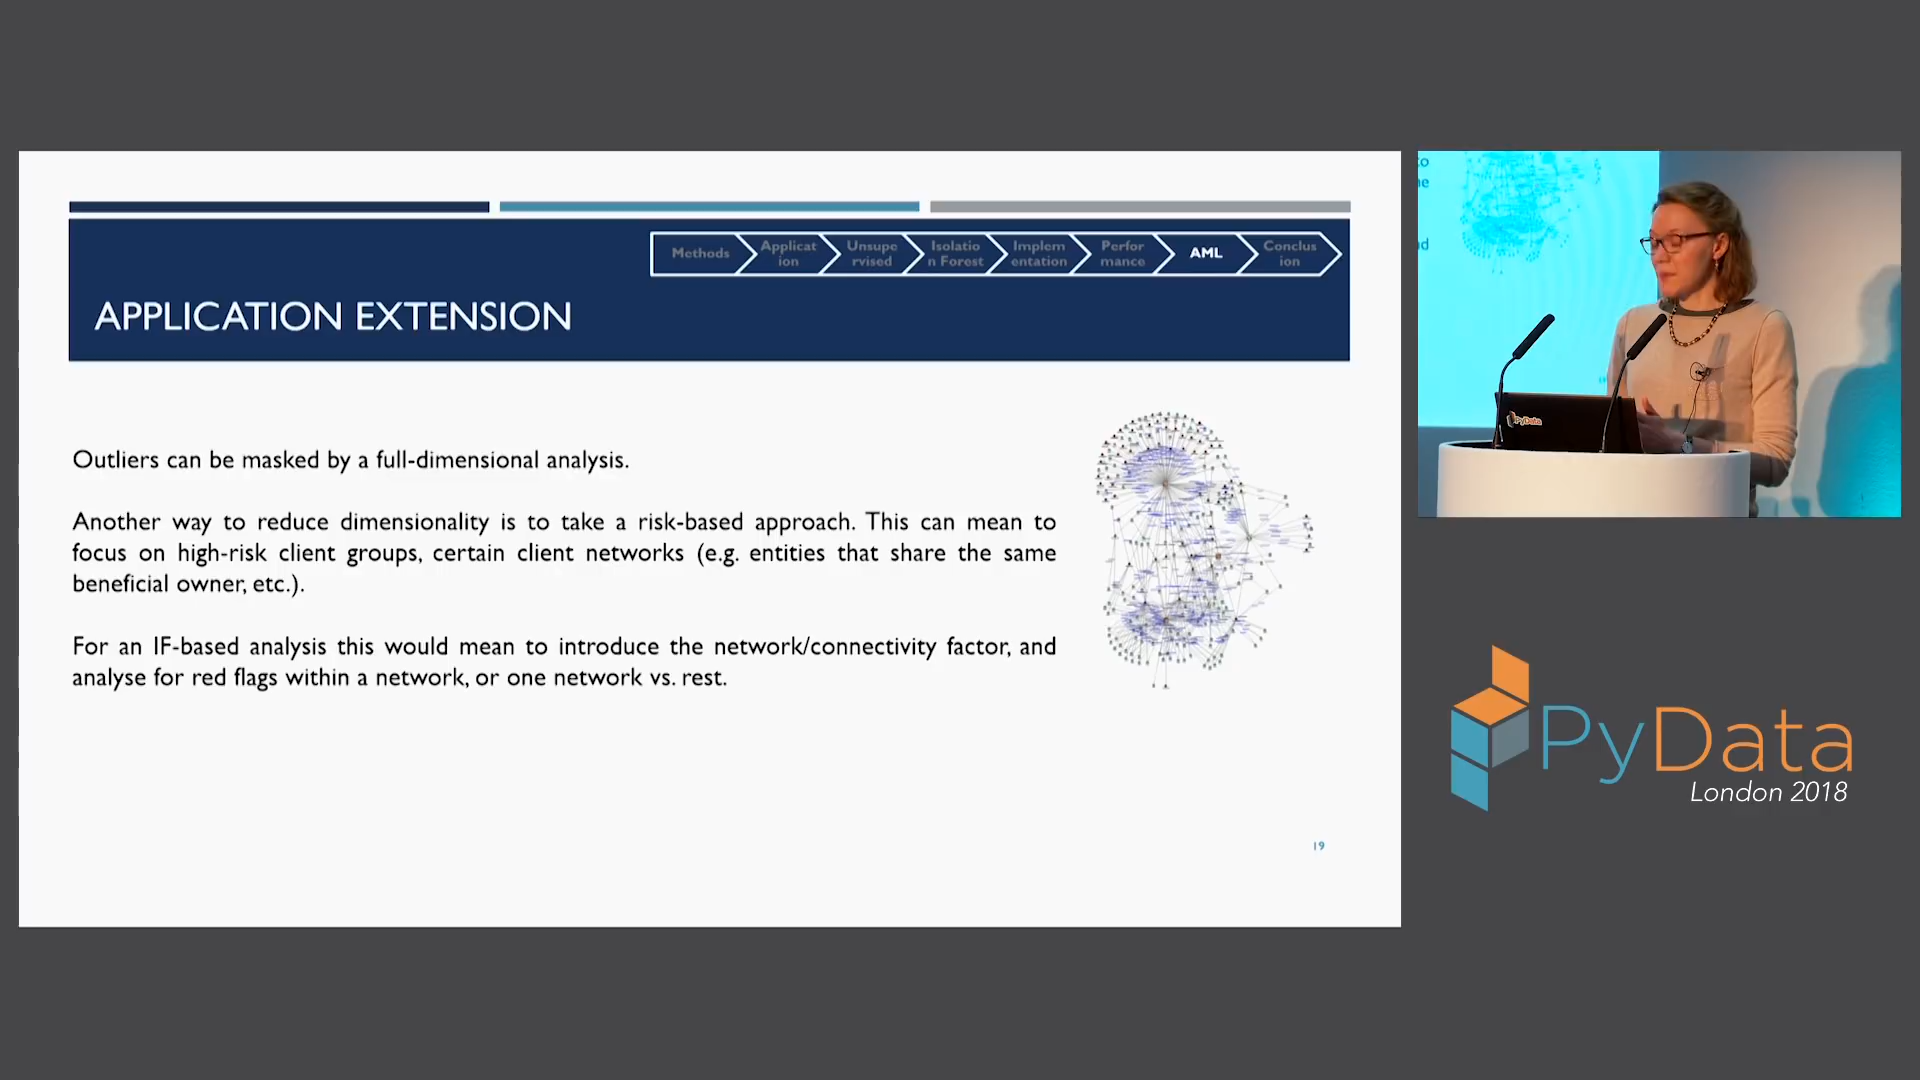 Methods
Applicat
ion
Unsupe
rvised
Isolatio
n Forest
Implem
entation
Perfor
mance
AML
Conclus
ion
APPLICATION EXTENSION
Outliers can be masked by a full-dimensional analysis.
Another way to reduce dimensionality is to take a risk-based approach. This can mean to
focus on high-risk client groups, certain client networks (e.g. entities that share the same
beneficial owner, etc.).
For an IF-based analysis this would mean to introduce the network/connectivity factor, and
analyse for red flags within a network, or one network vs. rest.
19
PyData
PyData
London 2018